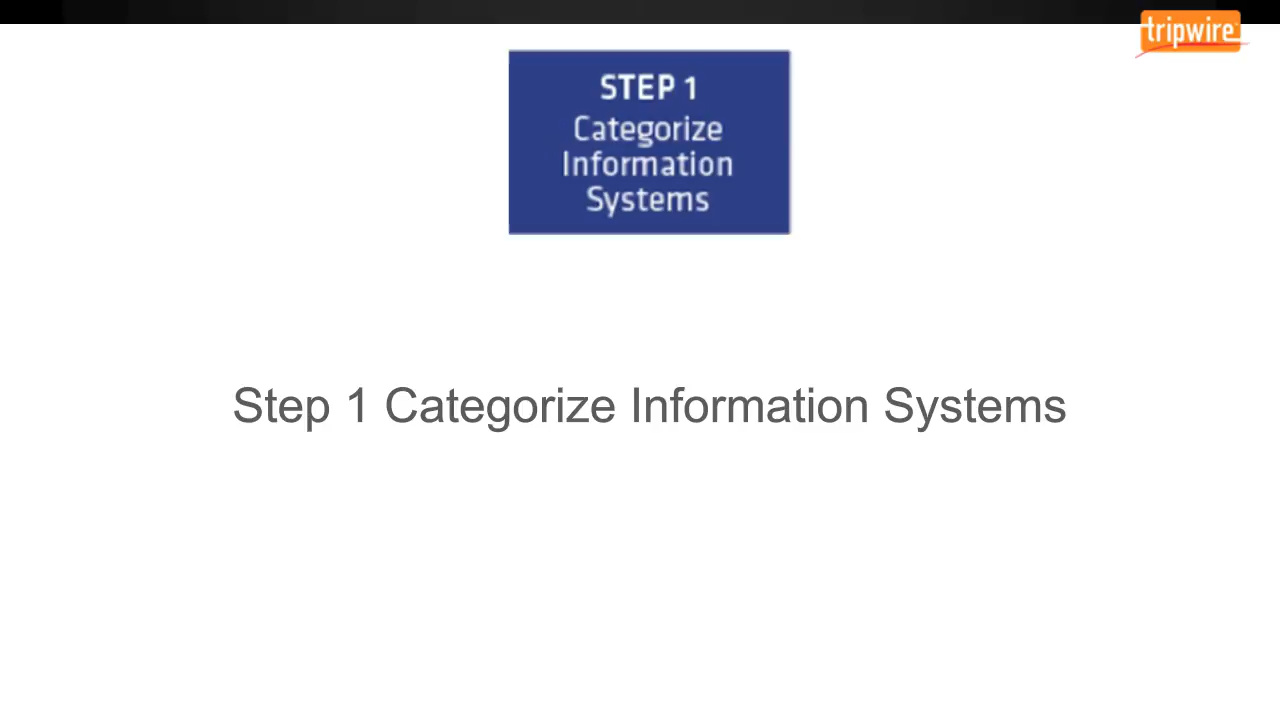 tripwire
STEP 1
Categorize
Information
Systems
Step 1 Categorize Information Systems